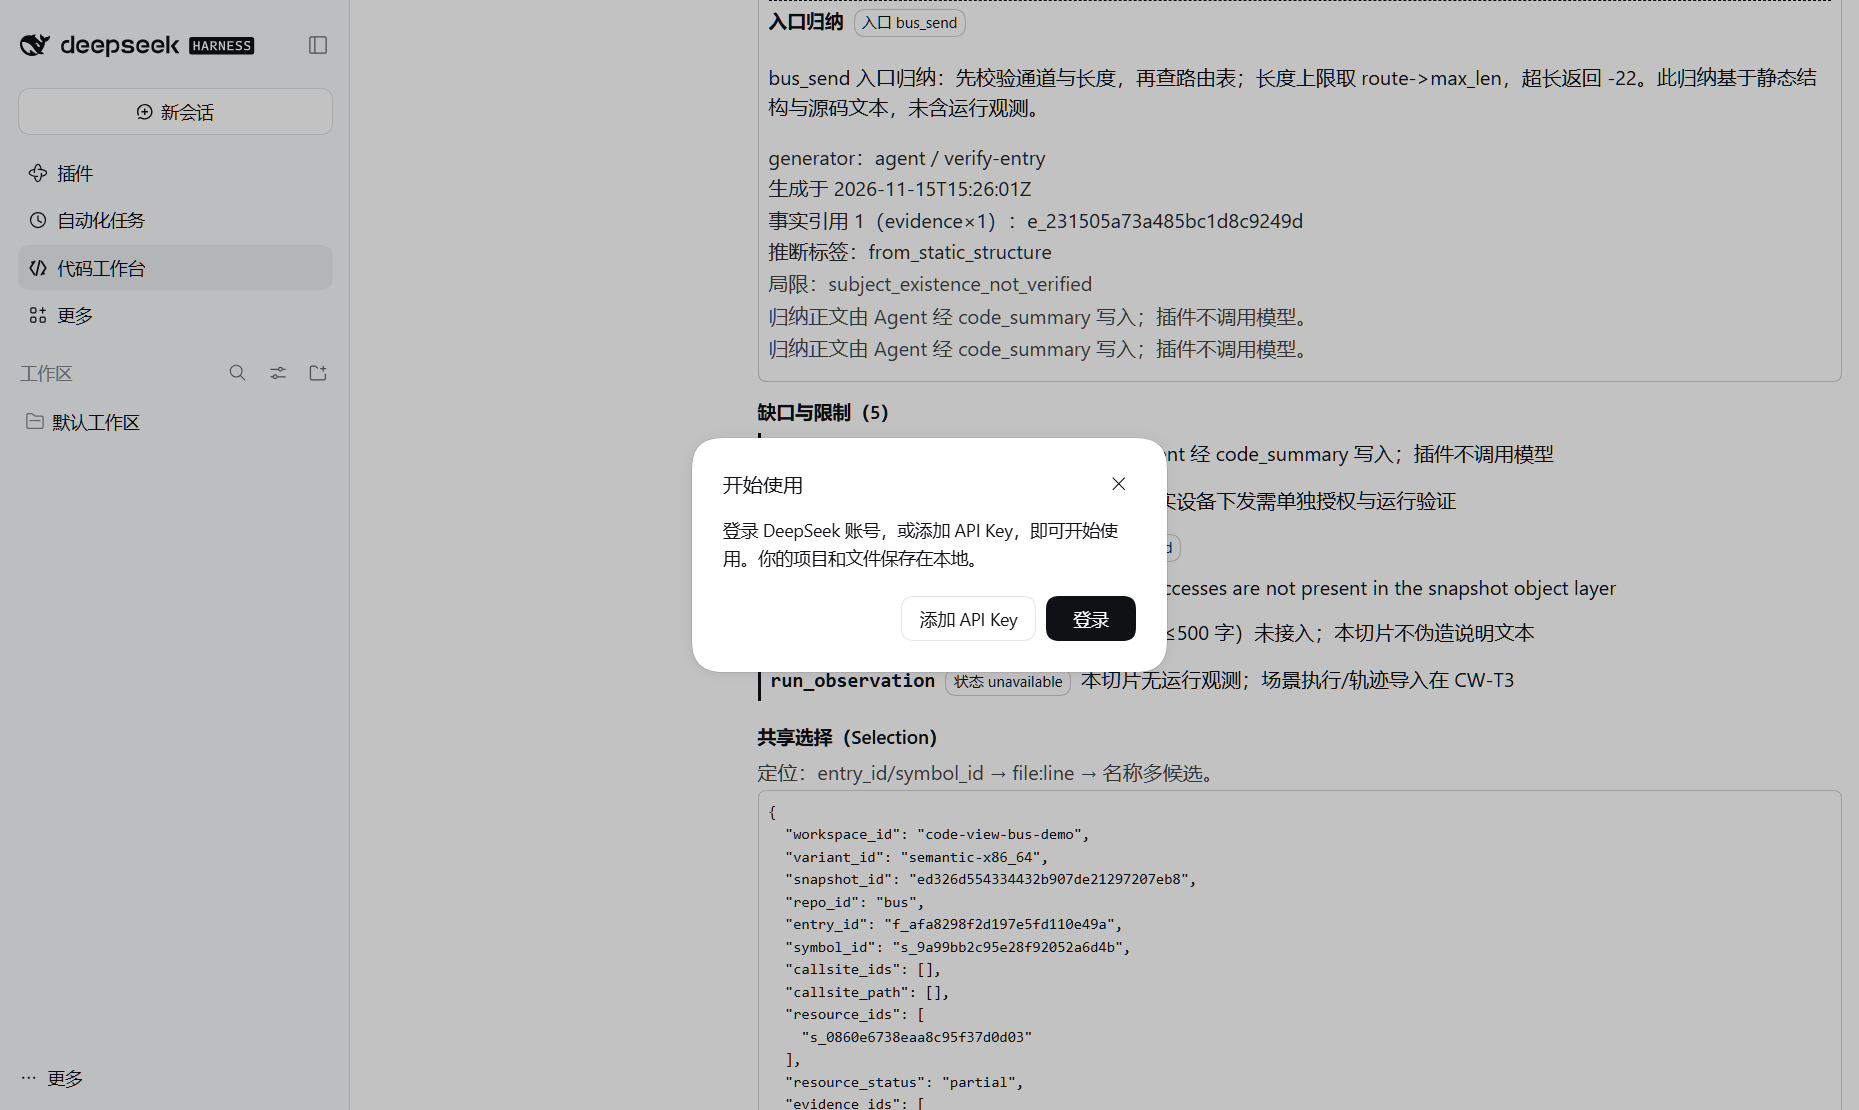 deepseek HARNESS
新会话
插件
自动化任务
代码工作台
更多
工作区
默认工作区
更多
入口归纳 入口 bus_send
bus_send 入口归纳：先校验通道与长度，再查路由表；长度上限取 route->max_len，超长返回 -22。此归纳基于静态结
构与源码文本，未含运行观测。
generator：agent / verify-entry
生成于 2026-11-15T15:26:01Z
事实引用 1（evidence×1）：e_231505a73a485bc1d8c9249d
推断标签：from_static_structure
局限：subject_existence_not_verified
归纳正文由 Agent 经 code_summary 写入；插件不调用模型。
归纳正文由 Agent 经 code_summary 写入；插件不调用模型。
缺口与限制（5）
nt 经 code_summary 写入；插件不调用模型
设备下发需单独授权与运行验证
ccesses are not present in the snapshot object layer
≤500 字）未接入；本切片不伪造说明文本
run_observation 状态 unavailable 本切片无运行观测；场景执行/轨迹导入在 CW-T3
开始使用
登录 DeepSeek 账号，或添加 API Key，即可开始使
用。你的项目和文件保存在本地。
添加 API Key 登录
共享选择（Selection）
定位：entry_id/symbol_id → file:line → 名称多候选。
{
"workspace_id": "code-view-bus-demo",
"variant_id": "semantic-x86_64",
"snapshot_id": "ed326d554334432b907de21297207eb8",
"repo_id": "bus",
"entry_id": "f_afa8298f2d197e5fd110e49a",
"symbol_id": "s_9a99bb2c95e28f92052a6d4b",
"callsite_ids": [],
"callsite_path": [],
"resource_ids": [
"s_0860e6738eaa8c95f37d0d03"
],
"resource_status": "partial",
"evidence_ids": [